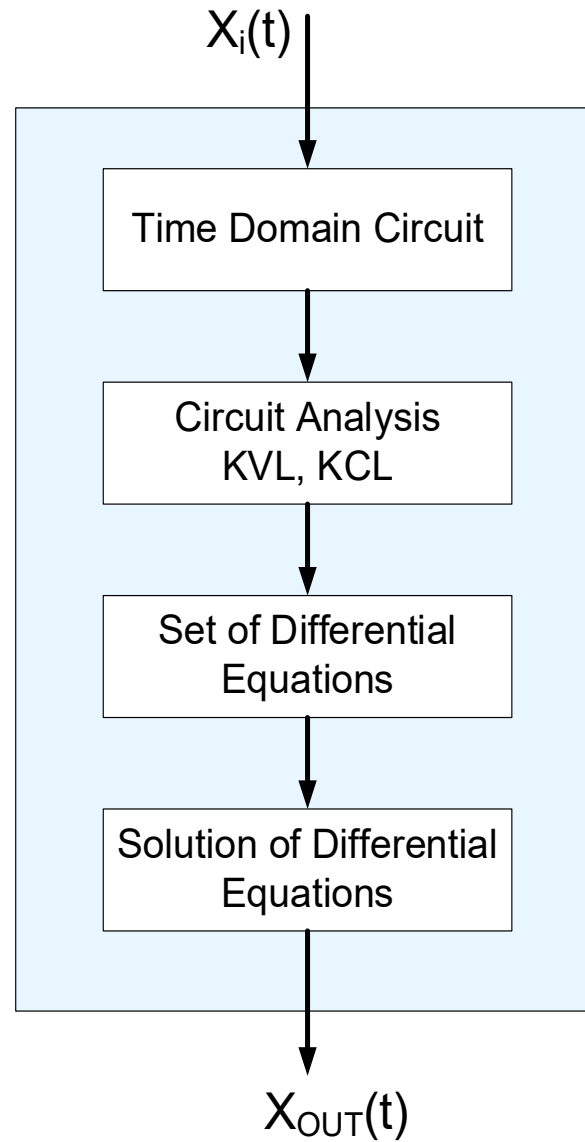 Xi(t)
Time Domain Circuit
Circuit Analysis
KVL, KCL
Set of Differential
Equations
Solution of Differential
Equations
XOUT(t)